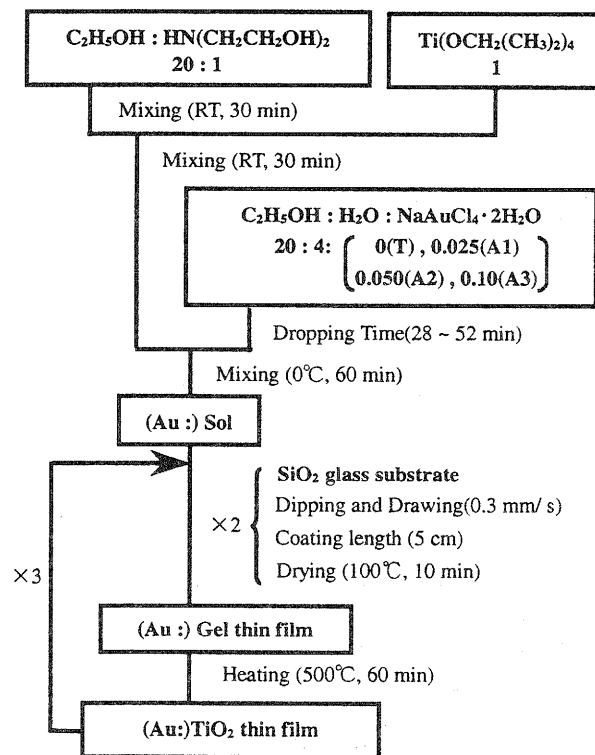 C₂H₅OH : HN(CH₂CH₂OH)₂
20 : 1
Ti(OCH₂(CH₃)₂)₄
1
Mixing (RT, 30 min)
Mixing (RT, 30 min)
C₂H₅OH : H₂O : NaAuCl₄·2H₂O
20 : 4: 0(T) , 0.025(A1)
0.050(A2) , 0.10(A3)
Dropping Time(28 ~ 52 min)
Mixing (0℃, 60 min)
(Au :) Sol
SiO₂ glass substrate
×2
Dipping and Drawing(0.3 mm/ s)
Coating length (5 cm)
Drying (100℃, 10 min)
×3
(Au :) Gel thin film
Heating (500℃, 60 min)
(Au:)TiO₂ thin film